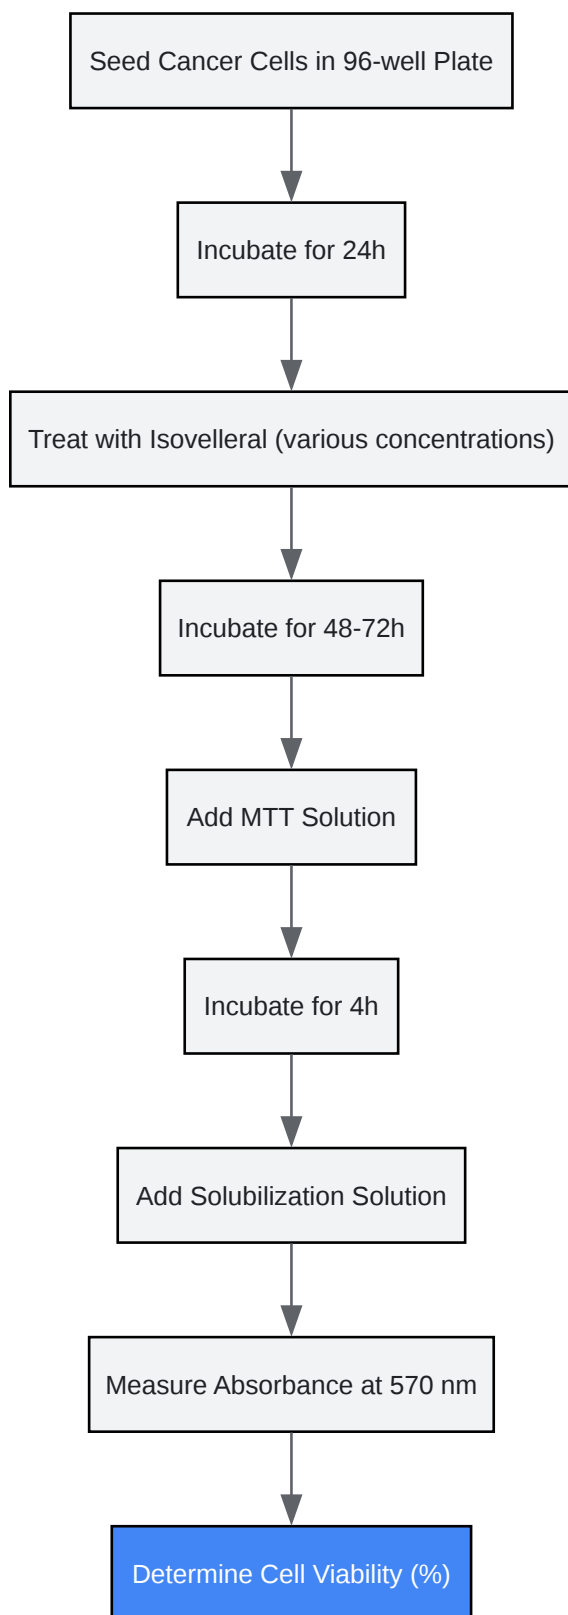 Seed Cancer Cells in 96-well Plate
Incubate for 24h
Treat with Isovelleral (various concentrations)
Incubate for 48-72h
Add MTT Solution
Incubate for 4h
Add Solubilization Solution
Measure Absorbance at 570 nm
Determine Cell Viability (%)